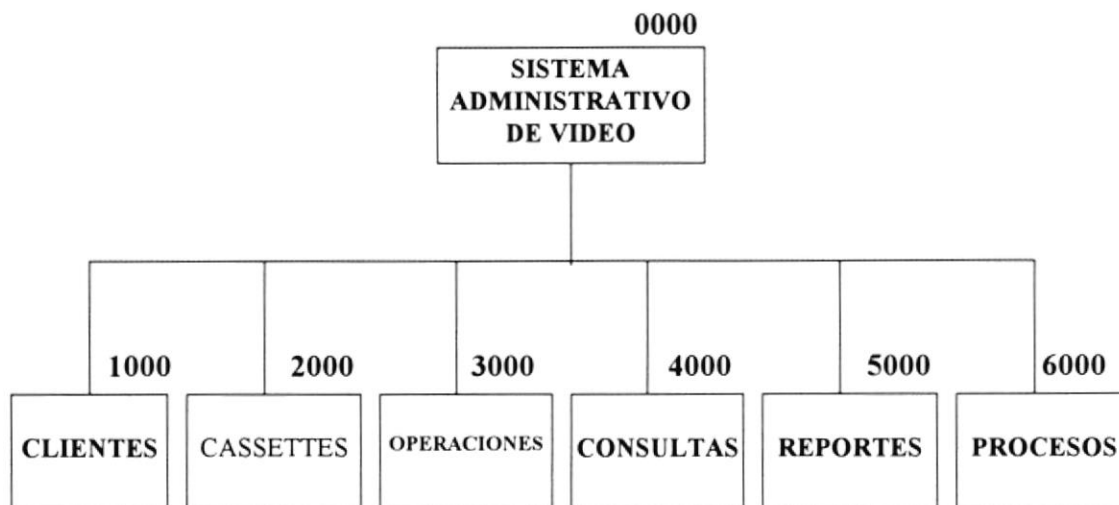 0000
SISTEMA
ADMINISTRATIVO
DE VIDEO
1000 2000 3000 4000 5000 6000
CLIENTES CASSETTES OPERACIONES CONSULTAS REPORTES PROCESOS